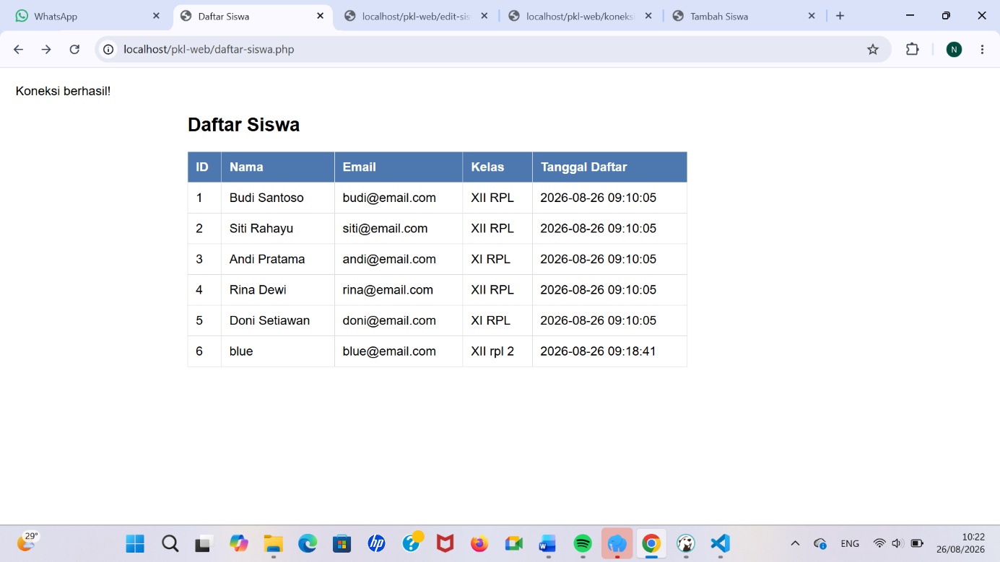 WhatsApp
Daftar Siswa
localhost/pkl-web/edit-sis
localhost/pkl-web/koneksi
Tambah Siswa
localhost/pkl-web/daftar-siswa.php
N
Koneksi berhasil!
Daftar Siswa
ID Nama Email Kelas Tanggal Daftar
1 Budi Santoso budi@email.com XII RPL 2026-08-26 09:10:05
2 Siti Rahayu siti@email.com XII RPL 2026-08-26 09:10:05
3 Andi Pratama andi@email.com XI RPL 2026-08-26 09:10:05
4 Rina Dewi rina@email.com XII RPL 2026-08-26 09:10:05
5 Doni Setiawan doni@email.com XI RPL 2026-08-26 09:10:05
6 blue blue@email.com XII rpl 2 2026-08-26 09:18:41
29°
hp
W
ENG
10:22
26/08/2026